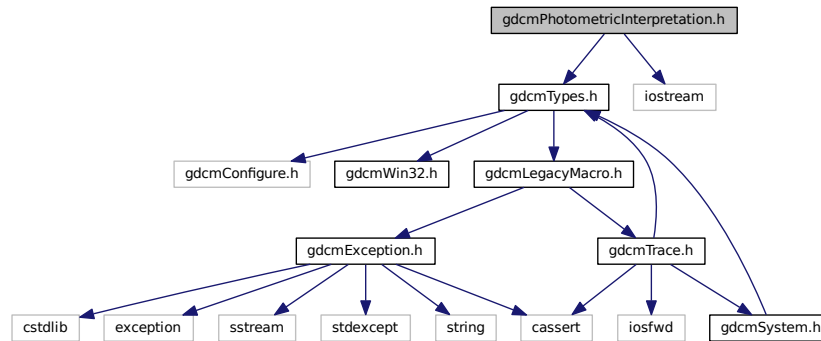 gdcmPhotometricInterpretation.h
gdcmTypes.h
iostream
gdcmConfigure.h
gdcmWin32.h
gdcmLegacyMacro.h
gdcmException.h
gdcmTrace.h
cstdlib
exception
sstream
stdexcept
string
cassert
iosfwd
gdcmSystem.h